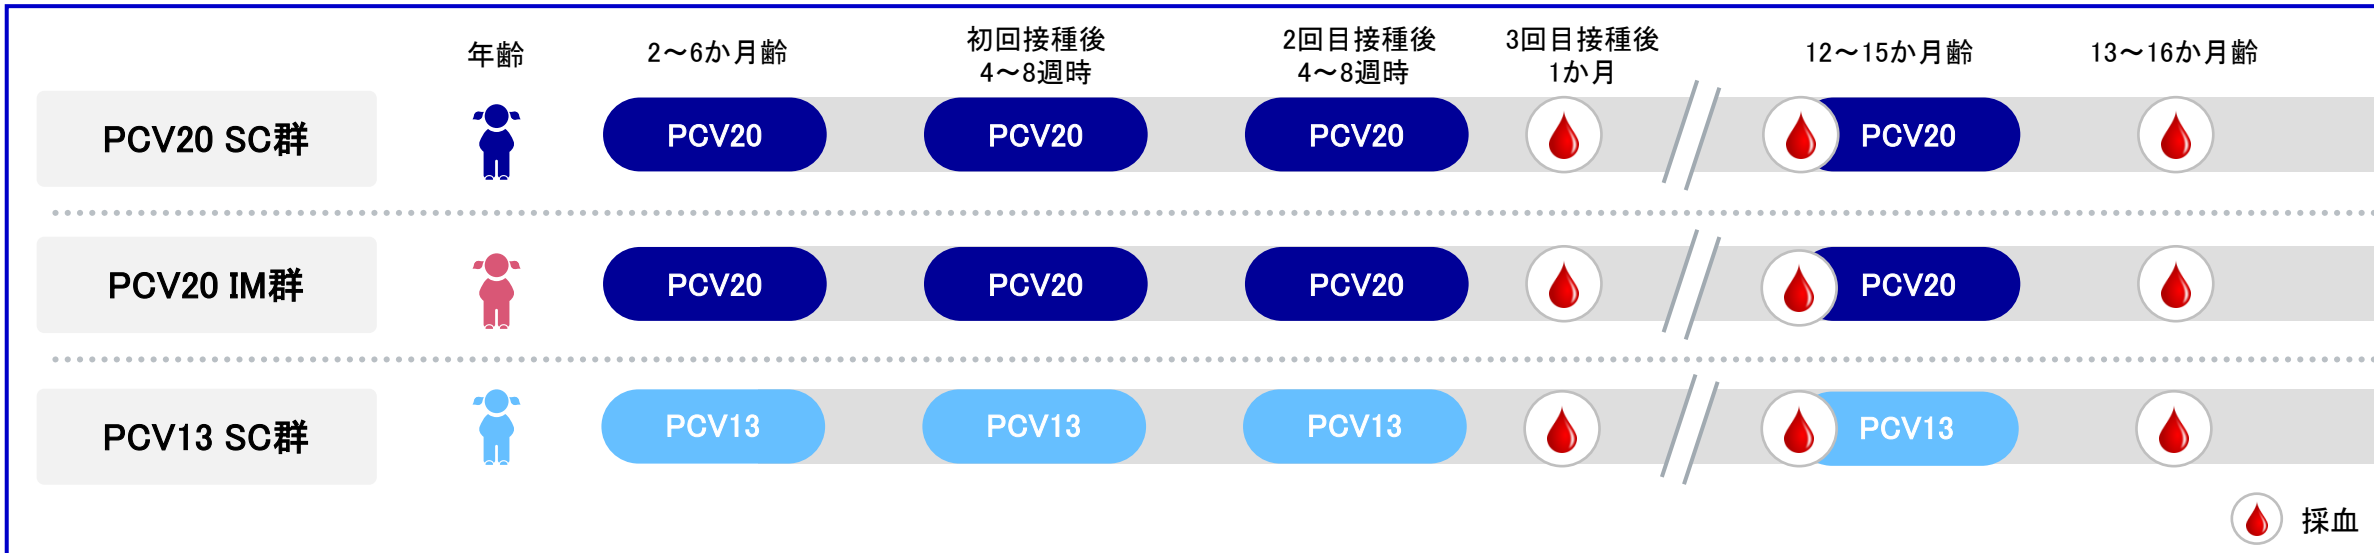 年齢
2～6か月齢
初回接種後
4～8週時
2回目接種後
4～8週時
3回目接種後
1か月
12～15か月齢
13～16か月齢
PCV20 SC群
PCV20
PCV20
PCV20
PCV20
PCV20 IM群
PCV20
PCV20
PCV20
PCV20
PCV13 SC群
PCV13
PCV13
PCV13
PCV13
採血